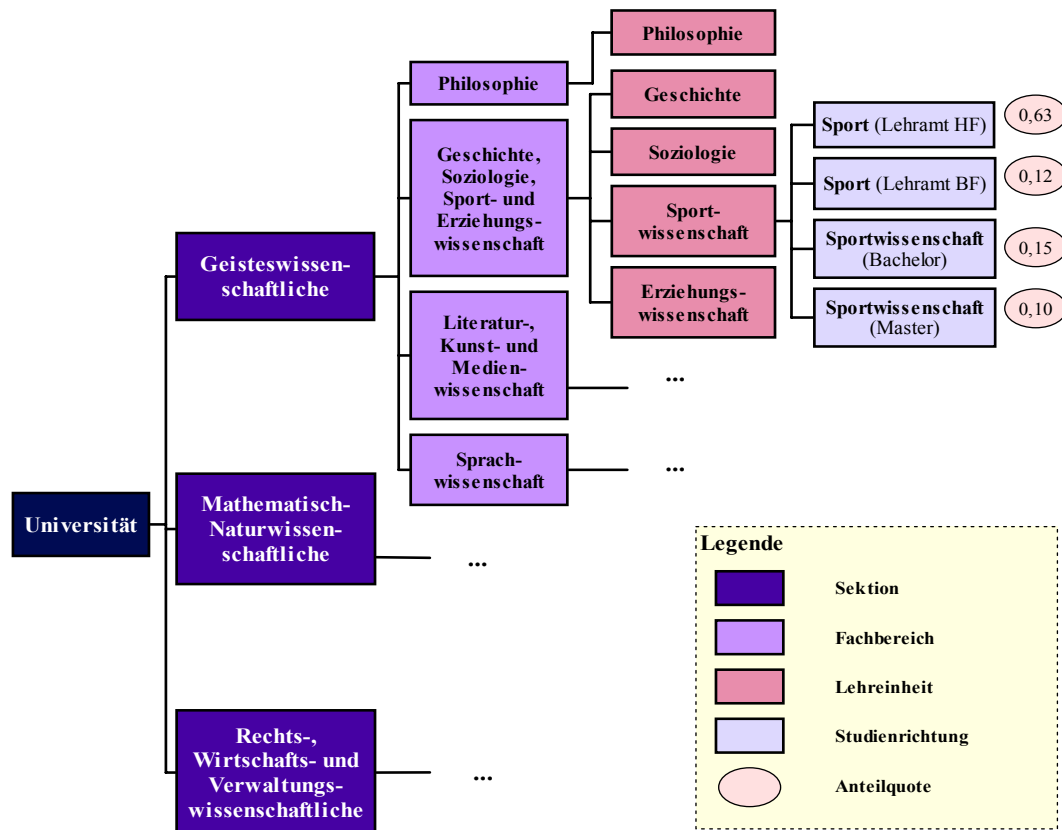 Universität
Geisteswissen-
schaftliche
Mathematisch-
Naturwissen-
schaftliche
...
Rechts-,
Wirtschafts- und
Verwaltungs-
wissenschaftliche
...
Philosophie
Geschichte,
Soziologie,
Sport- und
Erziehungs-
wissenschaft
Literatur-,
Kunst- und
Medien-
wissenschaft
...
Sprach-
wissenschaft
...
Philosophie
Geschichte
Soziologie
Sport-
wissenschaft
Erziehungs-
wissenschaft
Sport (Lehramt HF)
0,63
Sport (Lehramt BF)
0,12
Sportwissenschaft
(Bachelor)
0,15
Sportwissenschaft
(Master)
0,10
Legende
Sektion
Fachbereich
Lehreinheit
Studienrichtung
Anteilquote